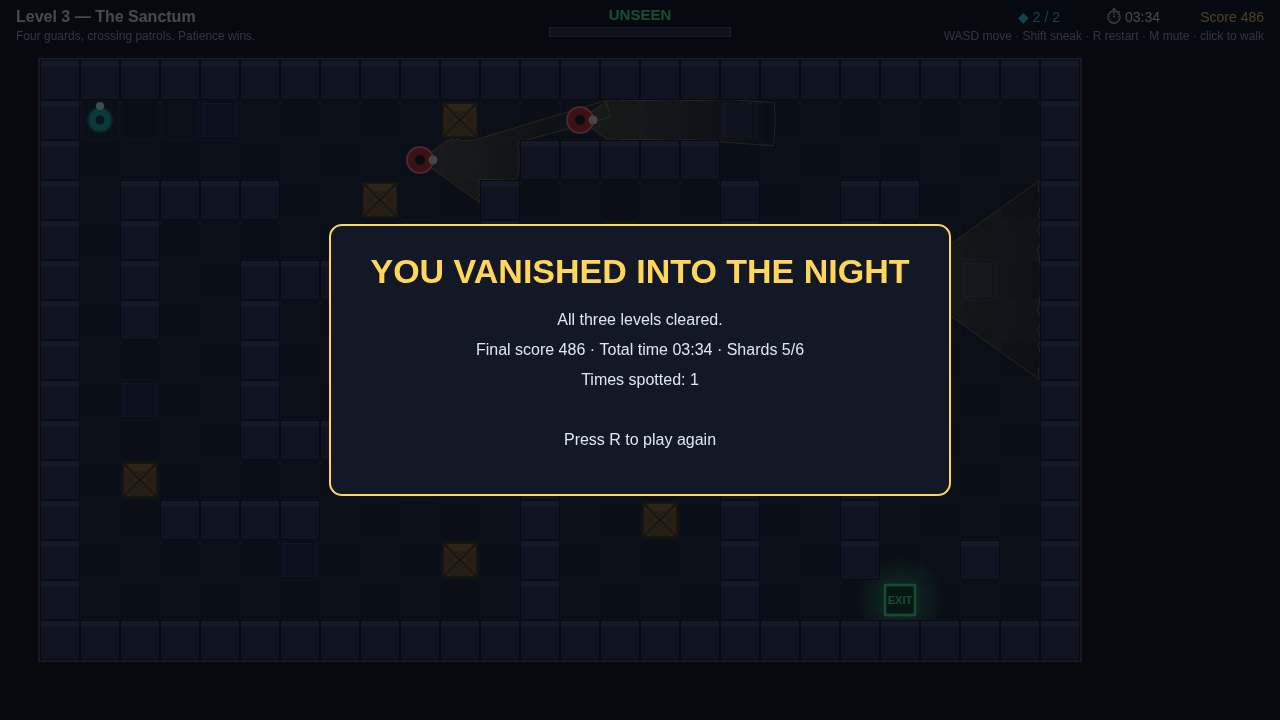 Level 3 — The Sanctum
Four guards, crossing patrols. Patience wins.
UNSEEN
◆ 2 / 2
⏱ 03:34
Score 486
WASD move · Shift sneak · R restart · M mute · click to walk
YOU VANISHED INTO THE NIGHT
All three levels cleared.
Final score 486 · Total time 03:34 · Shards 5/6
Times spotted: 1
Press R to play again
EXIT